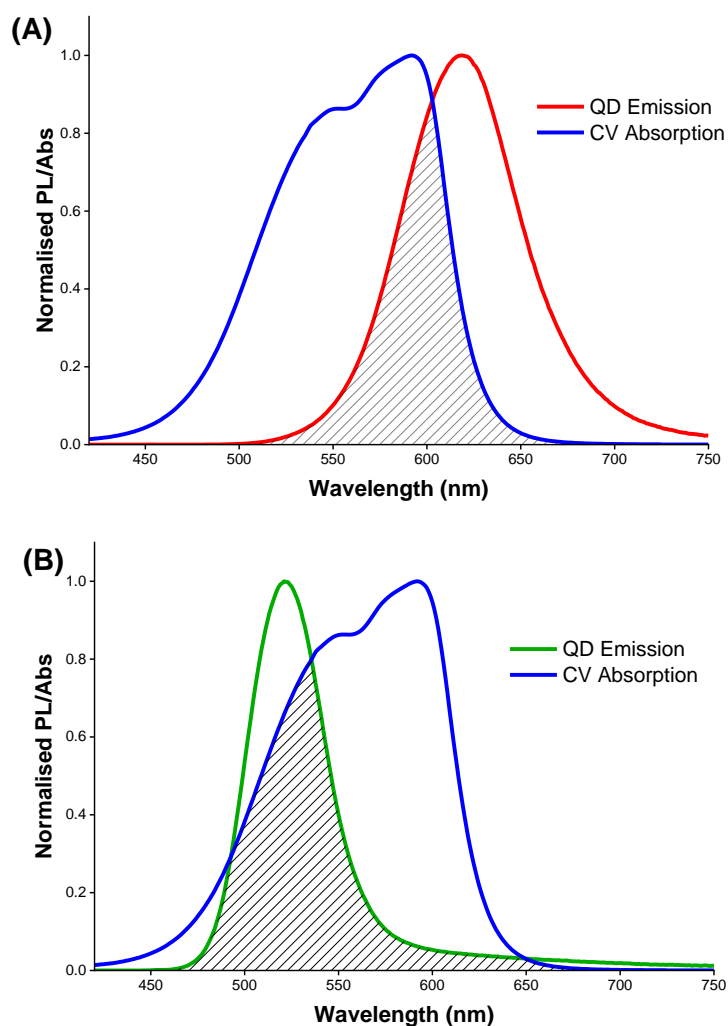 (A)
1.0
0.8
0.6
0.4
0.2
0.0
Normalised PL/Abs
QD Emission
CV Absorption
450 500 550 600 650 700 750
Wavelength (nm)
(B)
1.0
0.8
0.6
0.4
0.2
0.0
Normalised PL/Abs
QD Emission
CV Absorption
450 500 550 600 650 700 750
Wavelength (nm)